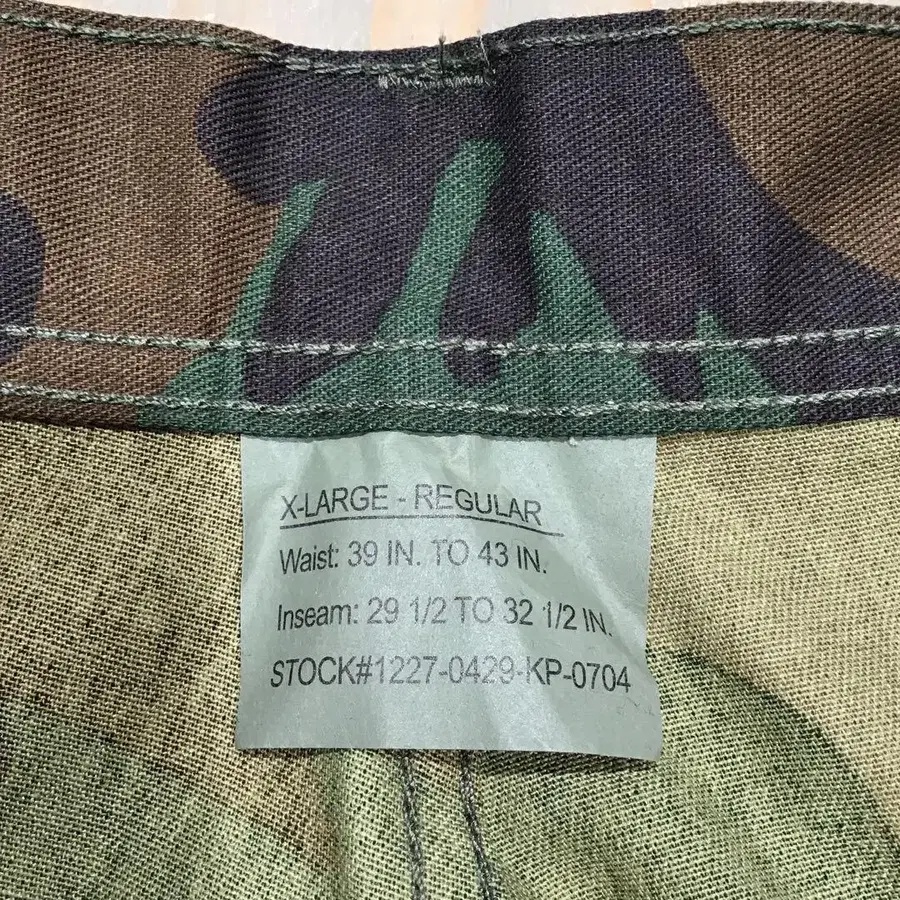 X-LARGE - REGULAR
Waist: 39 IN. TO 43 IN.
Inseam: 29 1/2 TO 32 1/2 IN.
STOCK#1227-0429-KP-0704